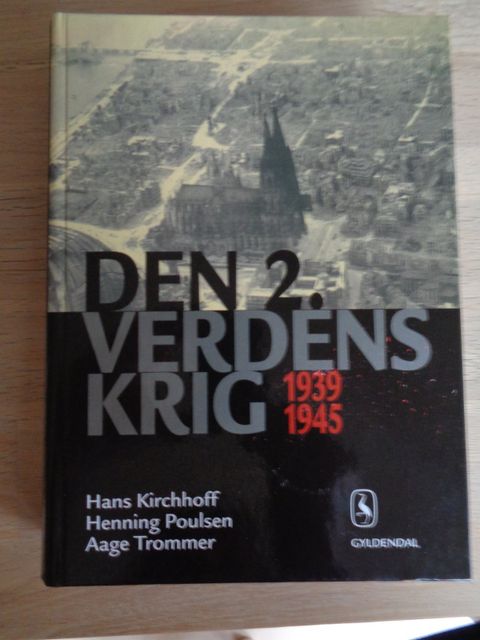 DEN 2.
VERDENS
KRIG 1939
1945
Hans Kirchhoff
Henning Poulsen
Aage Trommer
GYLDENDAL